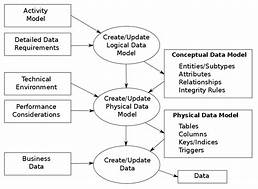 Activity
Model
Detailed Data
Requirements
Create/Update
Logical Data
Model
Conceptual Data Model
Entities/Subtypes
Attributes
Relationships
Integrity Rules
Technical
Environment
Performance
Considerations
Create/Update
Physical Data
Model
Physical Data Model
Tables
Columns
Keys/Indices
Triggers
Business
Data
Create/Update
Data
Data